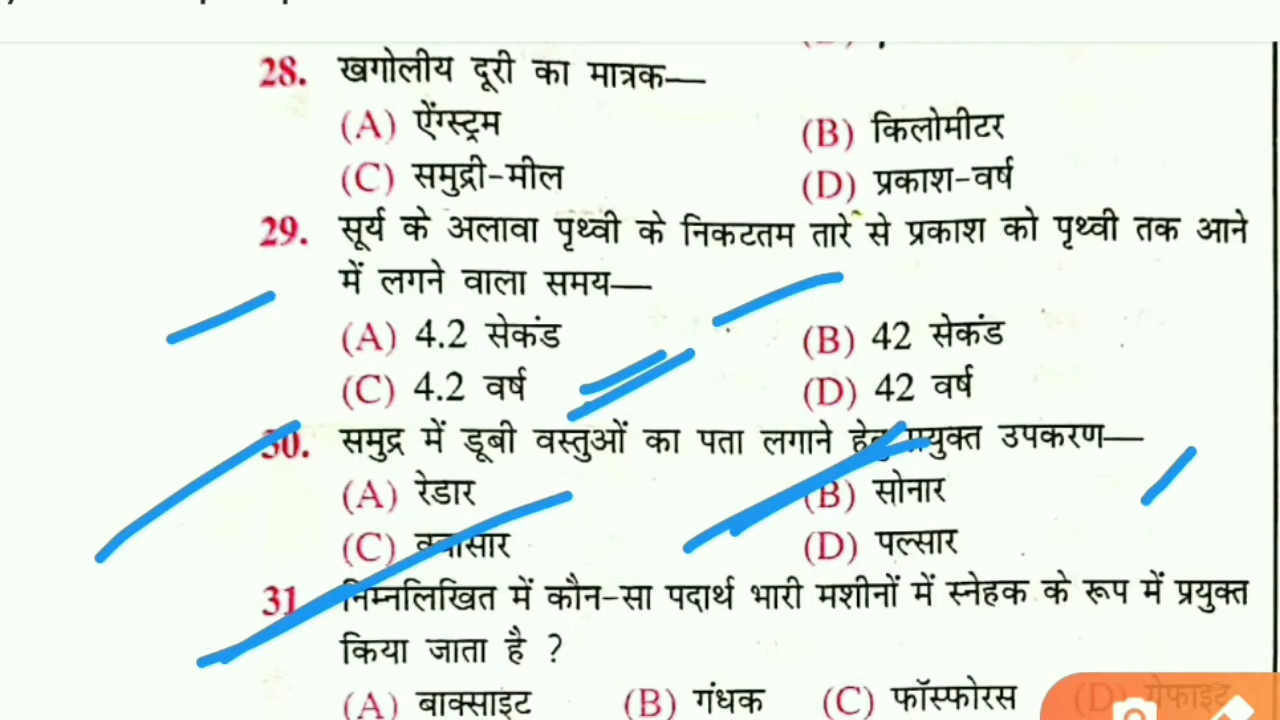 28. खगोलीय दूरी का मात्रक—
(A) ऐंग्स्ट्रम (B) किलोमीटर
(C) समुद्री-मील (D) प्रकाश-वर्ष
29. सूर्य के अलावा पृथ्वी के निकटतम तारे से प्रकाश को पृथ्वी तक आने
में लगने वाला समय—
(A) 4.2 सेकंड (B) 42 सेकंड
(C) 4.2 वर्ष (D) 42 वर्ष
30. समुद्र में डूबी वस्तुओं का पता लगाने हेतु प्रयुक्त उपकरण—
(A) रेडार (B) सोनार
(C) क्वासार (D) पल्सार
31 निम्नलिखित में कौन-सा पदार्थ भारी मशीनों में स्नेहक के रूप में प्रयुक्त
किया जाता है ?
(A) बाक्साइट (B) गंधक (C) फॉस्फोरस (D)